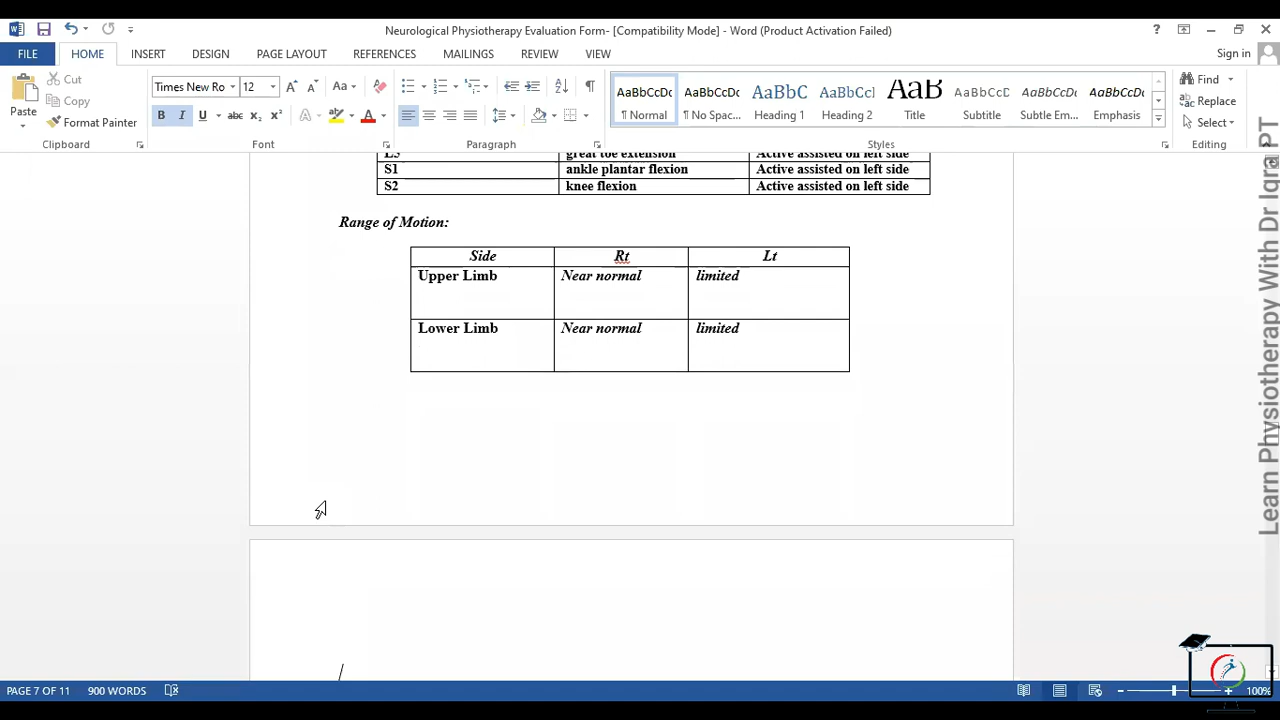 Neurological Physiotherapy Evaluation Form- [Compatibility Mode] - Word (Product Activation Failed)
FILE HOME INSERT DESIGN PAGE LAYOUT REFERENCES MAILINGS REVIEW VIEW Sign in
Cut
Copy
Format Painter
Paste
Clipboard
Times New Ro 12
Font
Paragraph
AaBbCcDc AaBbCcDc AaBbC AaBbCcl AaB AaBbCcD AaBbCcDc AaBbCcDc
¶ Normal ¶ No Spac... Heading 1 Heading 2 Title Subtitle Subtle Em... Emphasis
Styles
Find
Replace
Select
Editing
L5 great toe extension Active assisted on left side
S1 ankle plantar flexion Active assisted on left side
S2 knee flexion Active assisted on left side
Range of Motion:
Side Rt Lt
Upper Limb Near normal limited
Lower Limb Near normal limited
Learn Physiotherapy With Dr Iqra PT
PAGE 7 OF 11 900 WORDS 100%